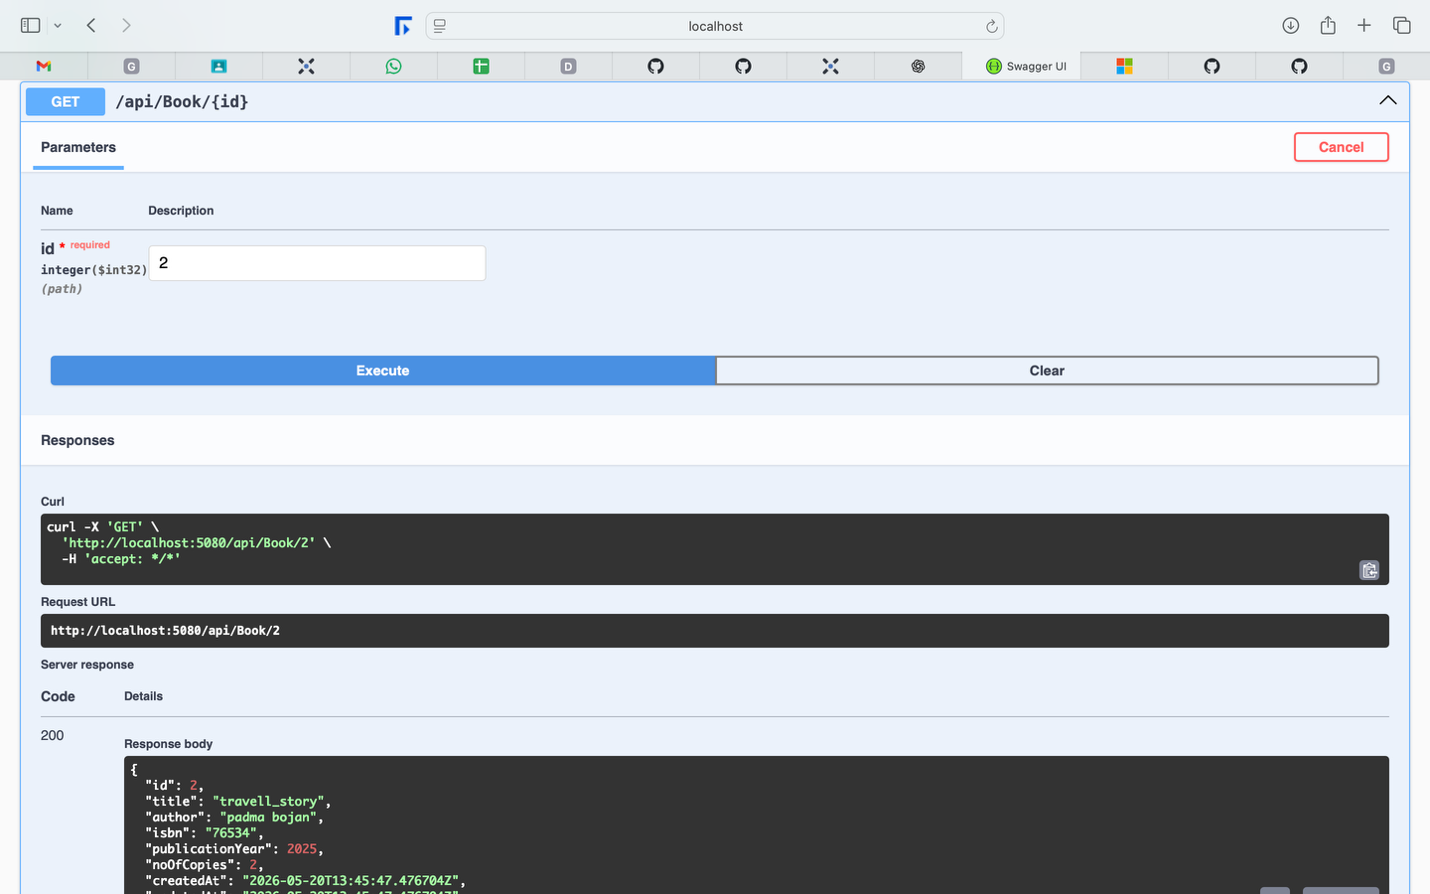 localhost
G
D
Swagger UI
G
GET /api/Book/{id}
Parameters
Cancel
Name Description
id * required
integer($int32)
(path)
2
Execute
Clear
Responses
Curl
curl -X 'GET' \
'http://localhost:5080/api/Book/2' \
-H 'accept: */*'
Request URL
http://localhost:5080/api/Book/2
Server response
Code Details
200
Response body
{
"id": 2,
"title": "travell_story",
"author": "padma bojan",
"isbn": "76534",
"publicationYear": 2025,
"noOfCopies": 2,
"createdAt": "2026-05-20T13:45:47.476704Z",